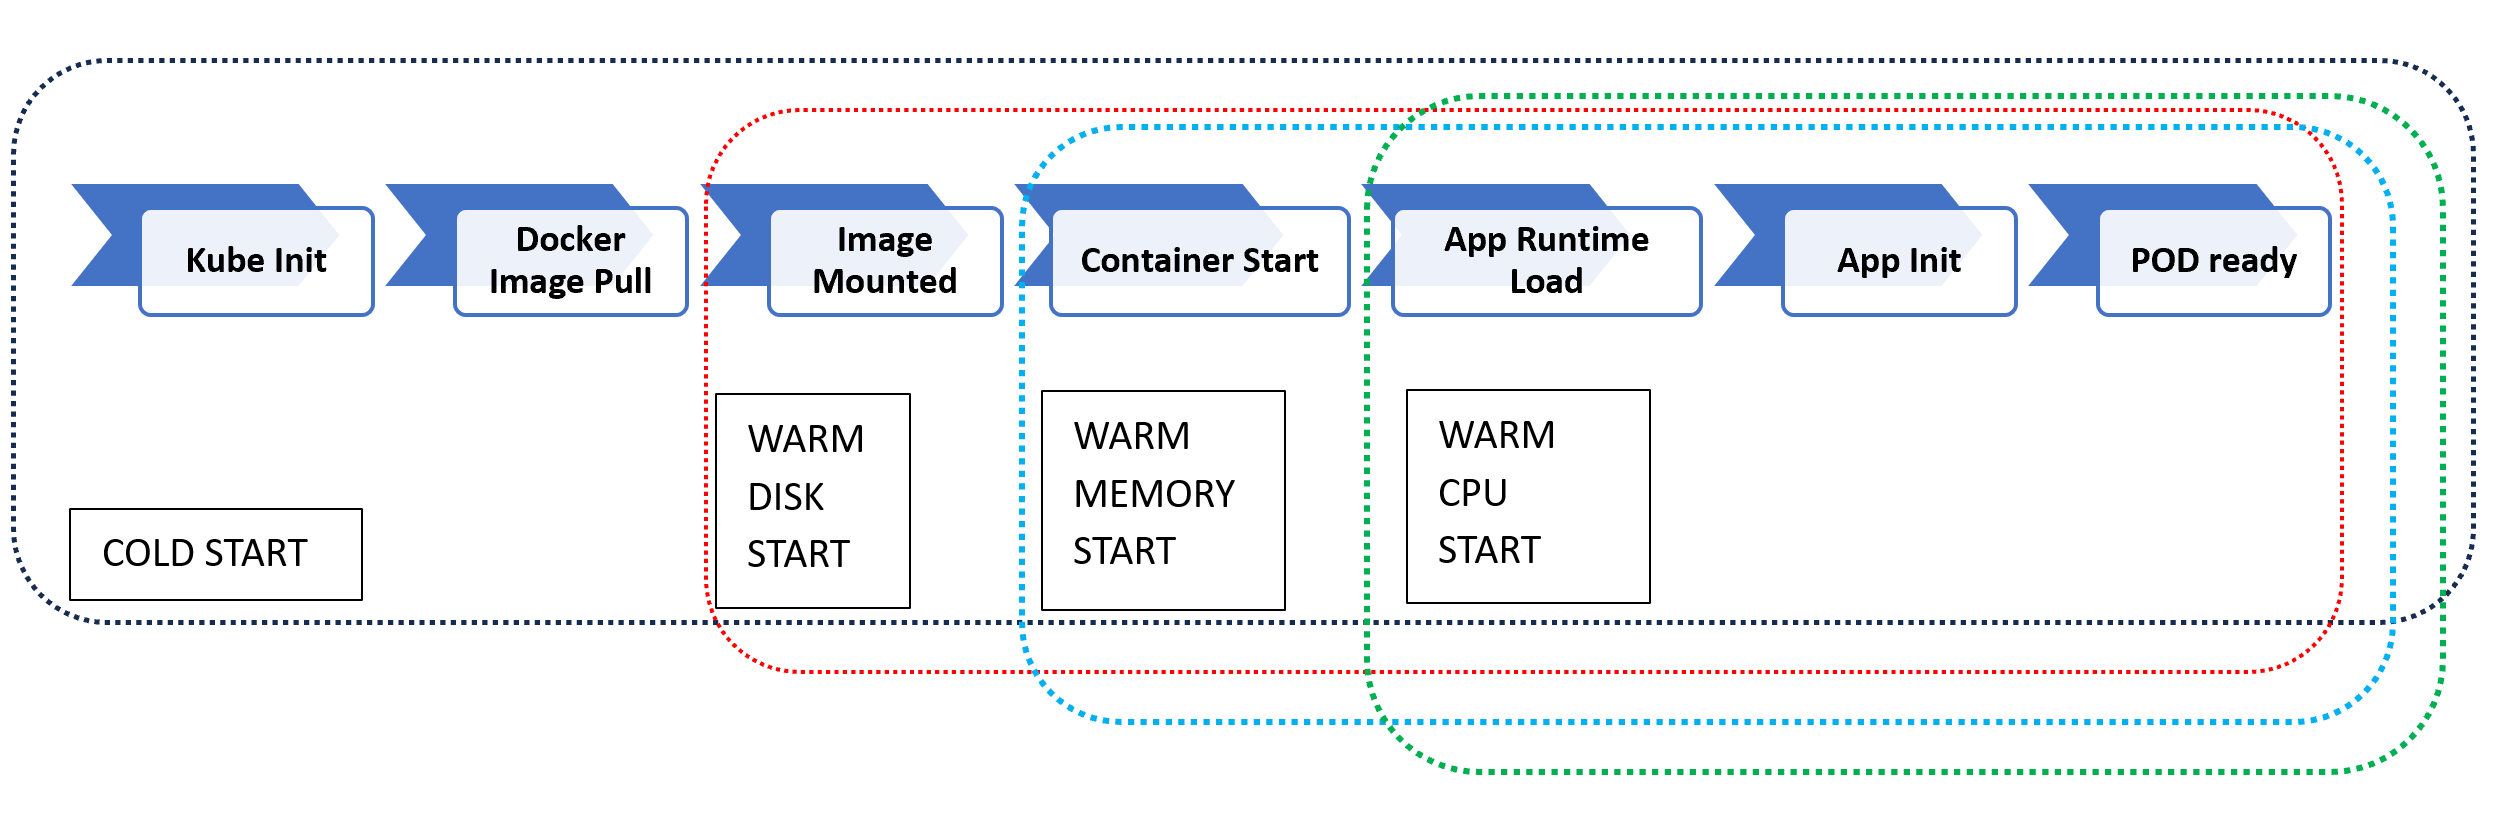 Kube Init
Docker
Image Pull
Image
Mounted
Container Start
App Runtime
Load
App Init
POD ready
COLD START
WARM
DISK
START
WARM
MEMORY
START
WARM
CPU
START